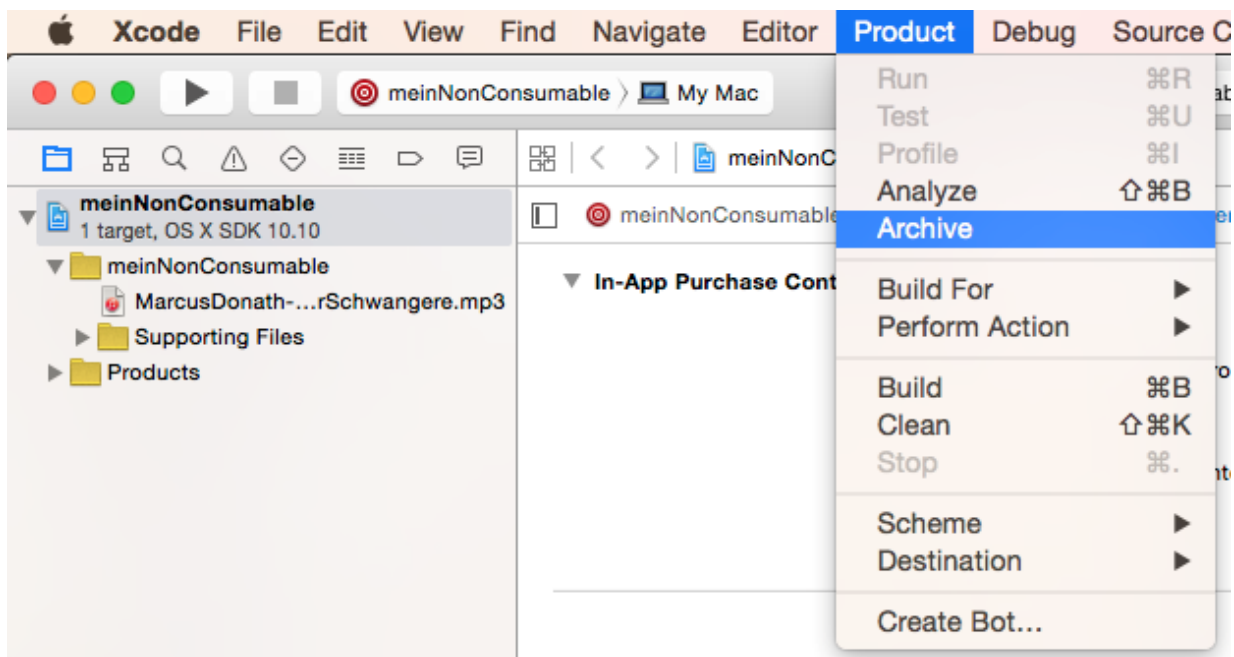 Xcode File Edit View Find Navigate Editor Product Debug Source C
meinNonConsumable My Mac
meinNonC
meinNonConsumable
1 target, OS X SDK 10.10
meinNonConsumable
MarcusDonath-...rSchwangere.mp3
Supporting Files
Products
meinNonConsumable
In-App Purchase Cont
Run ⌘R
Test ⌘U
Profile ⌘I
Analyze ⇧⌘B
Archive
Build For
Perform Action
Build ⌘B
Clean ⇧⌘K
Stop ⌘.
Scheme
Destination
Create Bot...